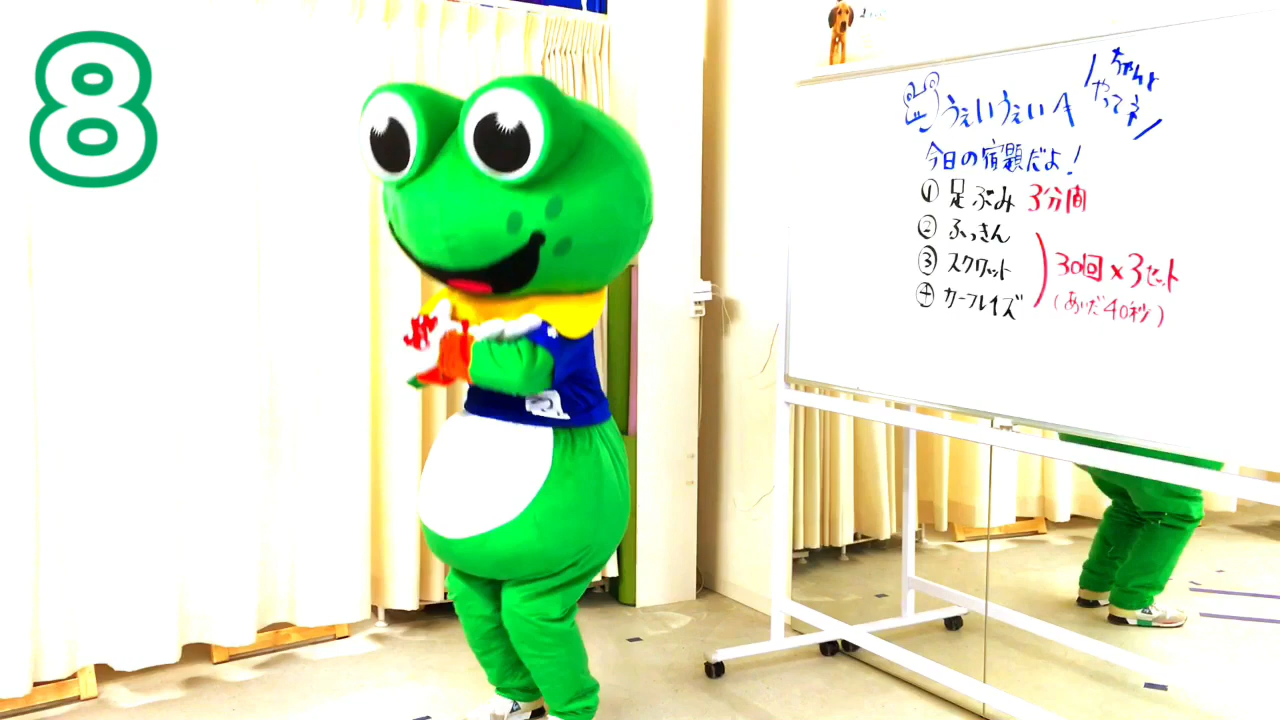 8
うぇいうぇい
ちゃんと
やってネ
今日の宿題だよ！
① 足ぶみ 3分間
② ふっきん
③ スクワット
④ カーフレイズ
30回×3セット
（あいだ40秒）